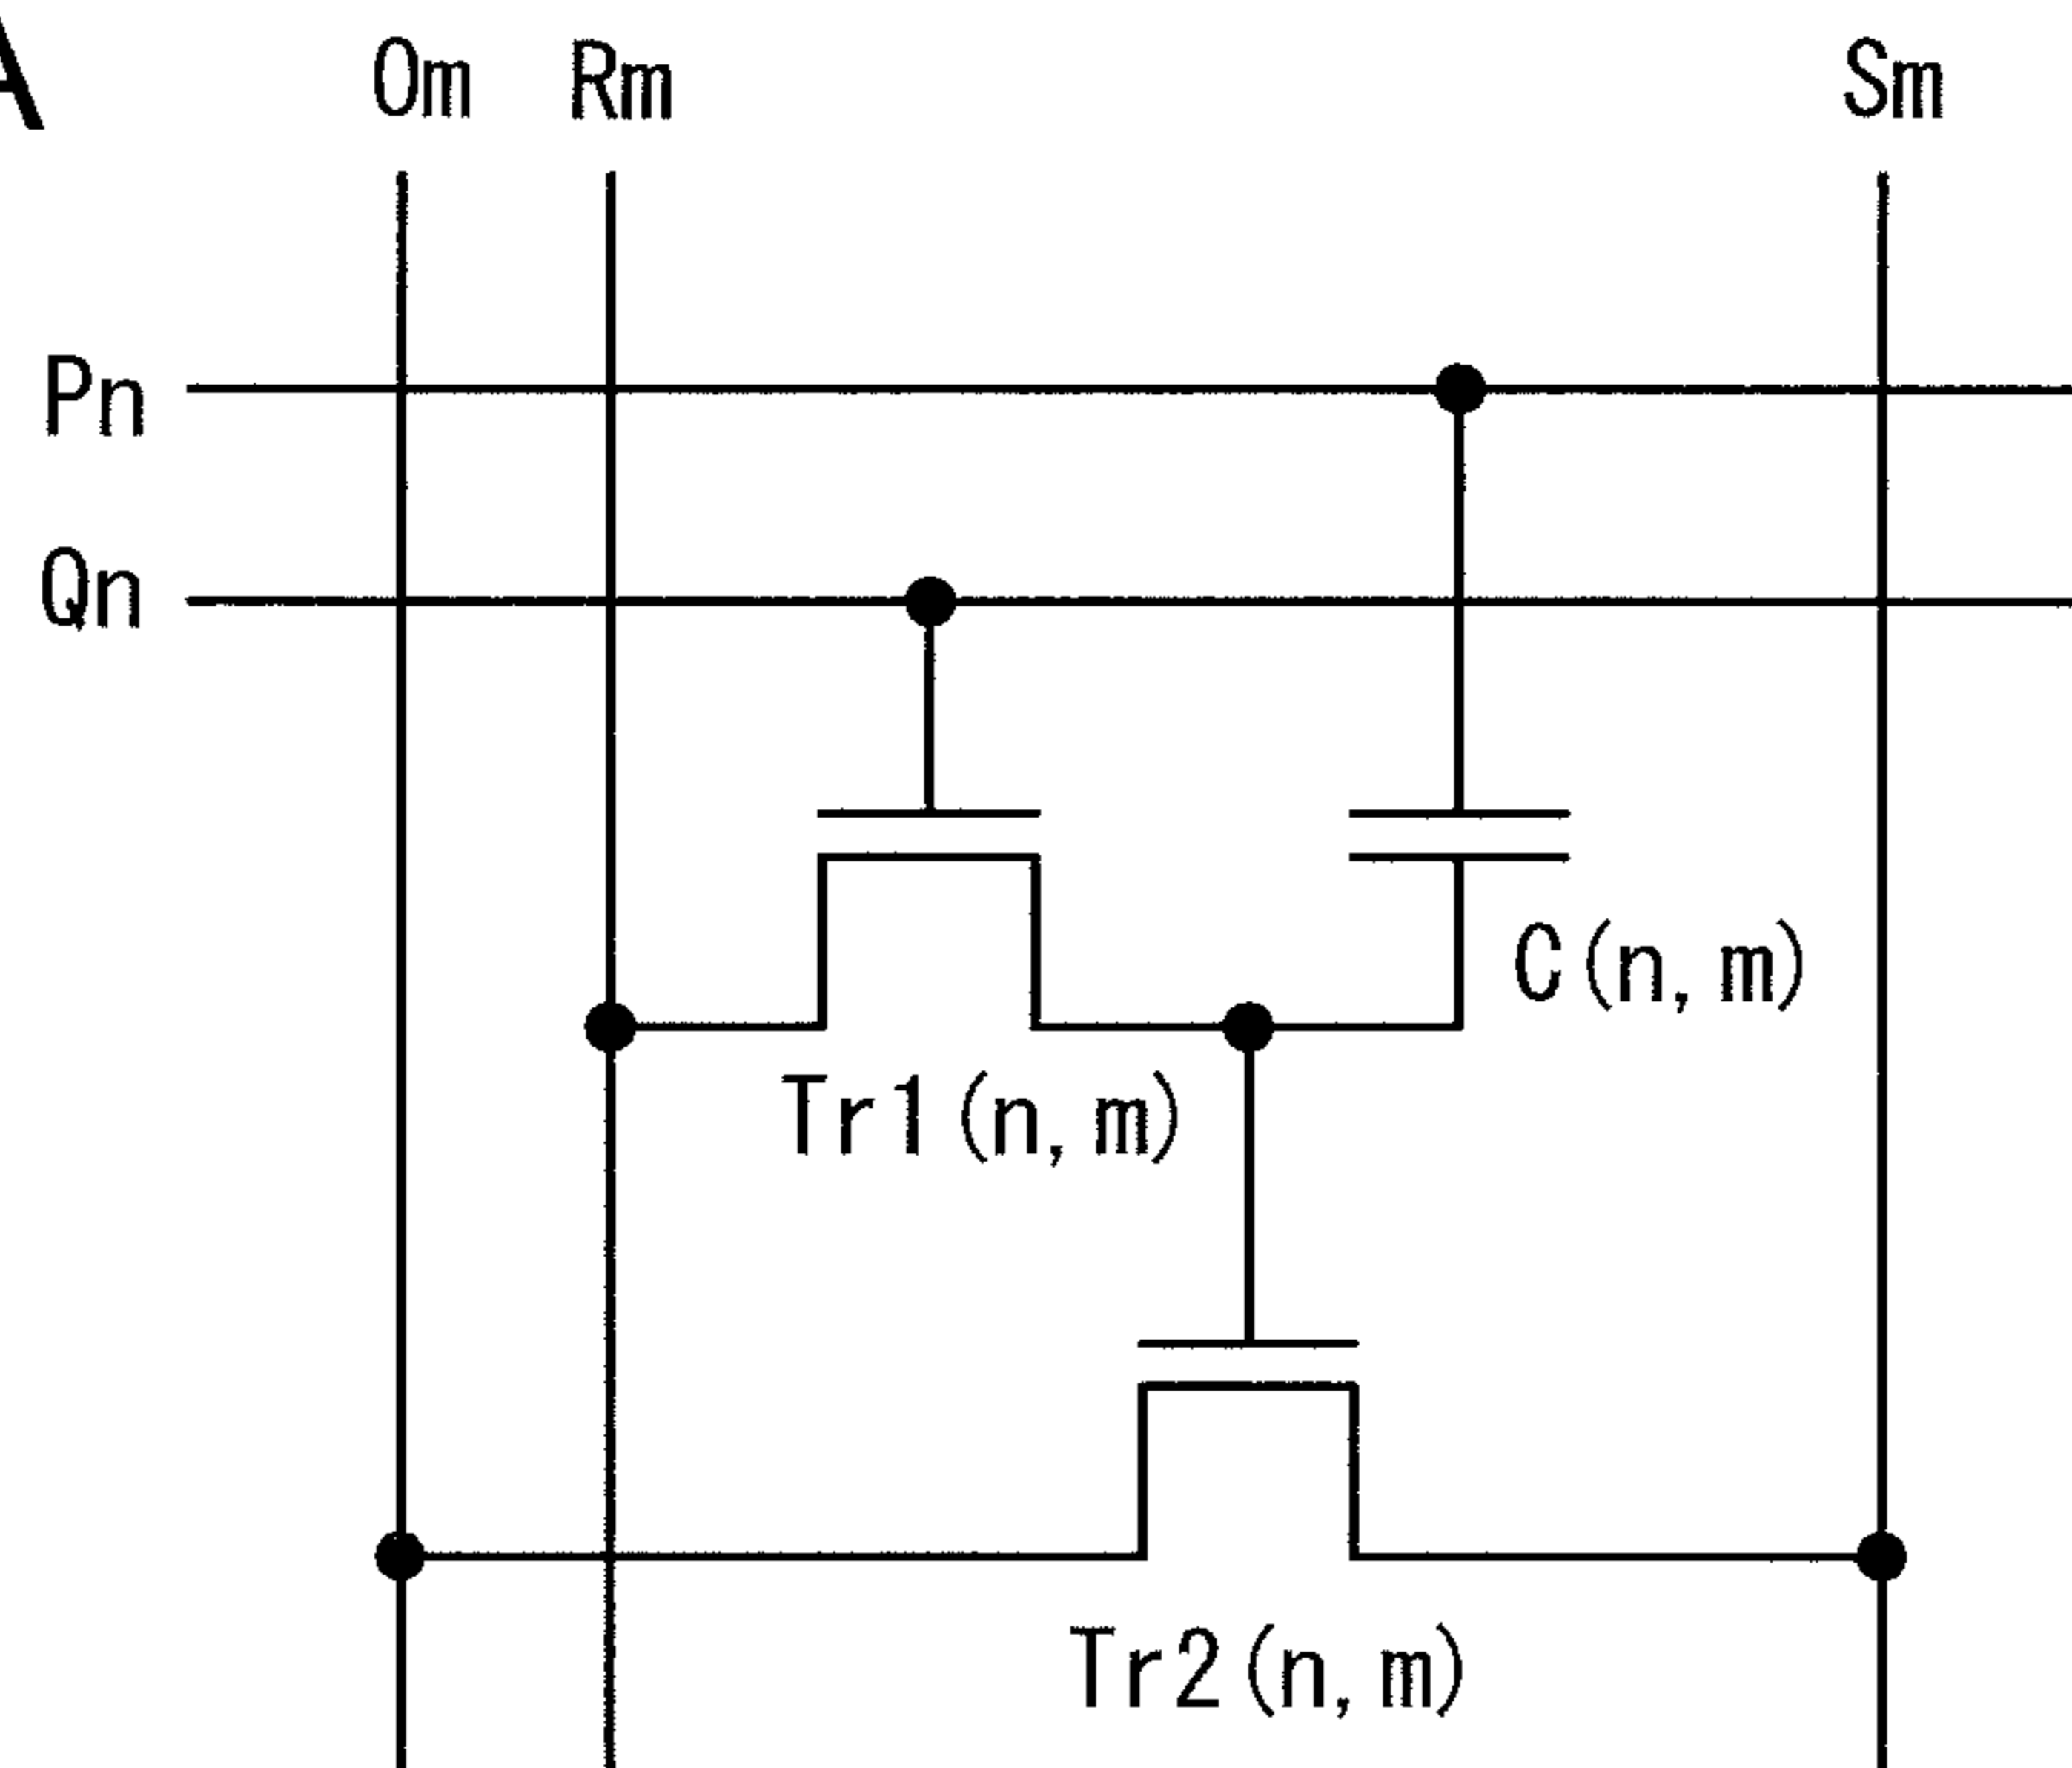 A
Om Rm Sm
Pn
Qn
C(n,m)
Tr1(n,m)
Tr2(n,m)